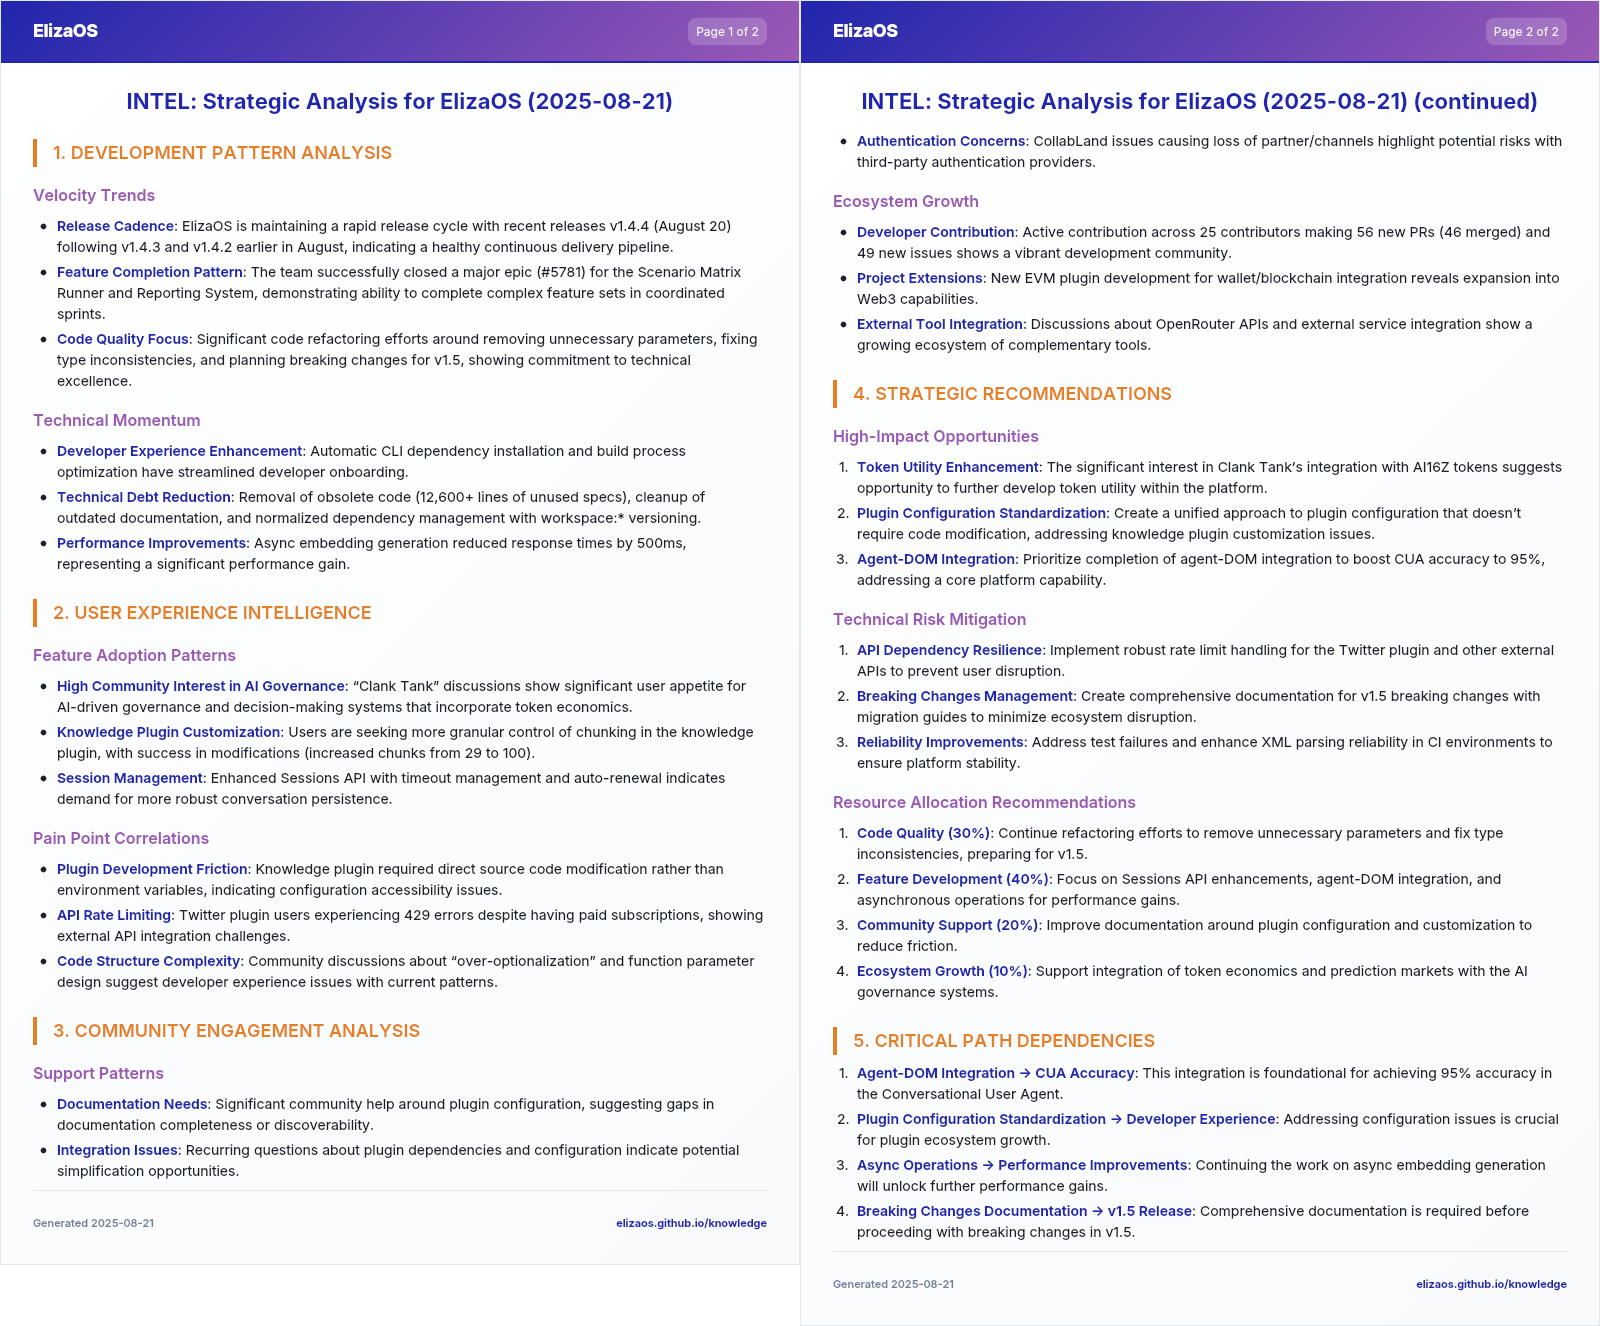 ElizaOS
Page 1 of 2
INTEL: Strategic Analysis for ElizaOS (2025-08-21)
1. DEVELOPMENT PATTERN ANALYSIS
Velocity Trends
• Release Cadence: ElizaOS is maintaining a rapid release cycle with recent releases v1.4.4 (August 20)
following v1.4.3 and v1.4.2 earlier in August, indicating a healthy continuous delivery pipeline.
• Feature Completion Pattern: The team successfully closed a major epic (#5781) for the Scenario Matrix
Runner and Reporting System, demonstrating ability to complete complex feature sets in coordinated
sprints.
• Code Quality Focus: Significant code refactoring efforts around removing unnecessary parameters, fixing
type inconsistencies, and planning breaking changes for v1.5, showing commitment to technical
excellence.
Technical Momentum
• Developer Experience Enhancement: Automatic CLI dependency installation and build process
optimization have streamlined developer onboarding.
• Technical Debt Reduction: Removal of obsolete code (12,600+ lines of unused specs), cleanup of
outdated documentation, and normalized dependency management with workspace:* versioning.
• Performance Improvements: Async embedding generation reduced response times by 500ms,
representing a significant performance gain.
2. USER EXPERIENCE INTELLIGENCE
Feature Adoption Patterns
• High Community Interest in AI Governance: “Clank Tank” discussions show significant user appetite for
AI-driven governance and decision-making systems that incorporate token economics.
• Knowledge Plugin Customization: Users are seeking more granular control of chunking in the knowledge
plugin, with success in modifications (increased chunks from 29 to 100).
• Session Management: Enhanced Sessions API with timeout management and auto-renewal indicates
demand for more robust conversation persistence.
Pain Point Correlations
• Plugin Development Friction: Knowledge plugin required direct source code modification rather than
environment variables, indicating configuration accessibility issues.
• API Rate Limiting: Twitter plugin users experiencing 429 errors despite having paid subscriptions, showing
external API integration challenges.
• Code Structure Complexity: Community discussions about “over-optionalization” and function parameter
design suggest developer experience issues with current patterns.
3. COMMUNITY ENGAGEMENT ANALYSIS
Support Patterns
• Documentation Needs: Significant community help around plugin configuration, suggesting gaps in
documentation completeness or discoverability.
• Integration Issues: Recurring questions about plugin dependencies and configuration indicate potential
simplification opportunities.
Generated 2025-08-21
elizaos.github.io/knowledge
ElizaOS
Page 2 of 2
INTEL: Strategic Analysis for ElizaOS (2025-08-21) (continued)
• Authentication Concerns: CollabLand issues causing loss of partner/channels highlight potential risks with
third-party authentication providers.
Ecosystem Growth
• Developer Contribution: Active contribution across 25 contributors making 56 new PRs (46 merged) and
49 new issues shows a vibrant development community.
• Project Extensions: New EVM plugin development for wallet/blockchain integration reveals expansion into
Web3 capabilities.
• External Tool Integration: Discussions about OpenRouter APIs and external service integration show a
growing ecosystem of complementary tools.
4. STRATEGIC RECOMMENDATIONS
High-Impact Opportunities
1. Token Utility Enhancement: The significant interest in Clank Tank’s integration with AI16Z tokens suggests
opportunity to further develop token utility within the platform.
2. Plugin Configuration Standardization: Create a unified approach to plugin configuration that doesn’t
require code modification, addressing knowledge plugin customization issues.
3. Agent-DOM Integration: Prioritize completion of agent-DOM integration to boost CUA accuracy to 95%,
addressing a core platform capability.
Technical Risk Mitigation
1. API Dependency Resilience: Implement robust rate limit handling for the Twitter plugin and other external
APIs to prevent user disruption.
2. Breaking Changes Management: Create comprehensive documentation for v1.5 breaking changes with
migration guides to minimize ecosystem disruption.
3. Reliability Improvements: Address test failures and enhance XML parsing reliability in CI environments to
ensure platform stability.
Resource Allocation Recommendations
1. Code Quality (30%): Continue refactoring efforts to remove unnecessary parameters and fix type
inconsistencies, preparing for v1.5.
2. Feature Development (40%): Focus on Sessions API enhancements, agent-DOM integration, and
asynchronous operations for performance gains.
3. Community Support (20%): Improve documentation around plugin configuration and customization to
reduce friction.
4. Ecosystem Growth (10%): Support integration of token economics and prediction markets with the AI
governance systems.
5. CRITICAL PATH DEPENDENCIES
1. Agent-DOM Integration → CUA Accuracy: This integration is foundational for achieving 95% accuracy in
the Conversational User Agent.
2. Plugin Configuration Standardization → Developer Experience: Addressing configuration issues is crucial
for plugin ecosystem growth.
3. Async Operations → Performance Improvements: Continuing the work on async embedding generation
will unlock further performance gains.
4. Breaking Changes Documentation → v1.5 Release: Comprehensive documentation is required before
proceeding with breaking changes in v1.5.
Generated 2025-08-21
elizaos.github.io/knowledge